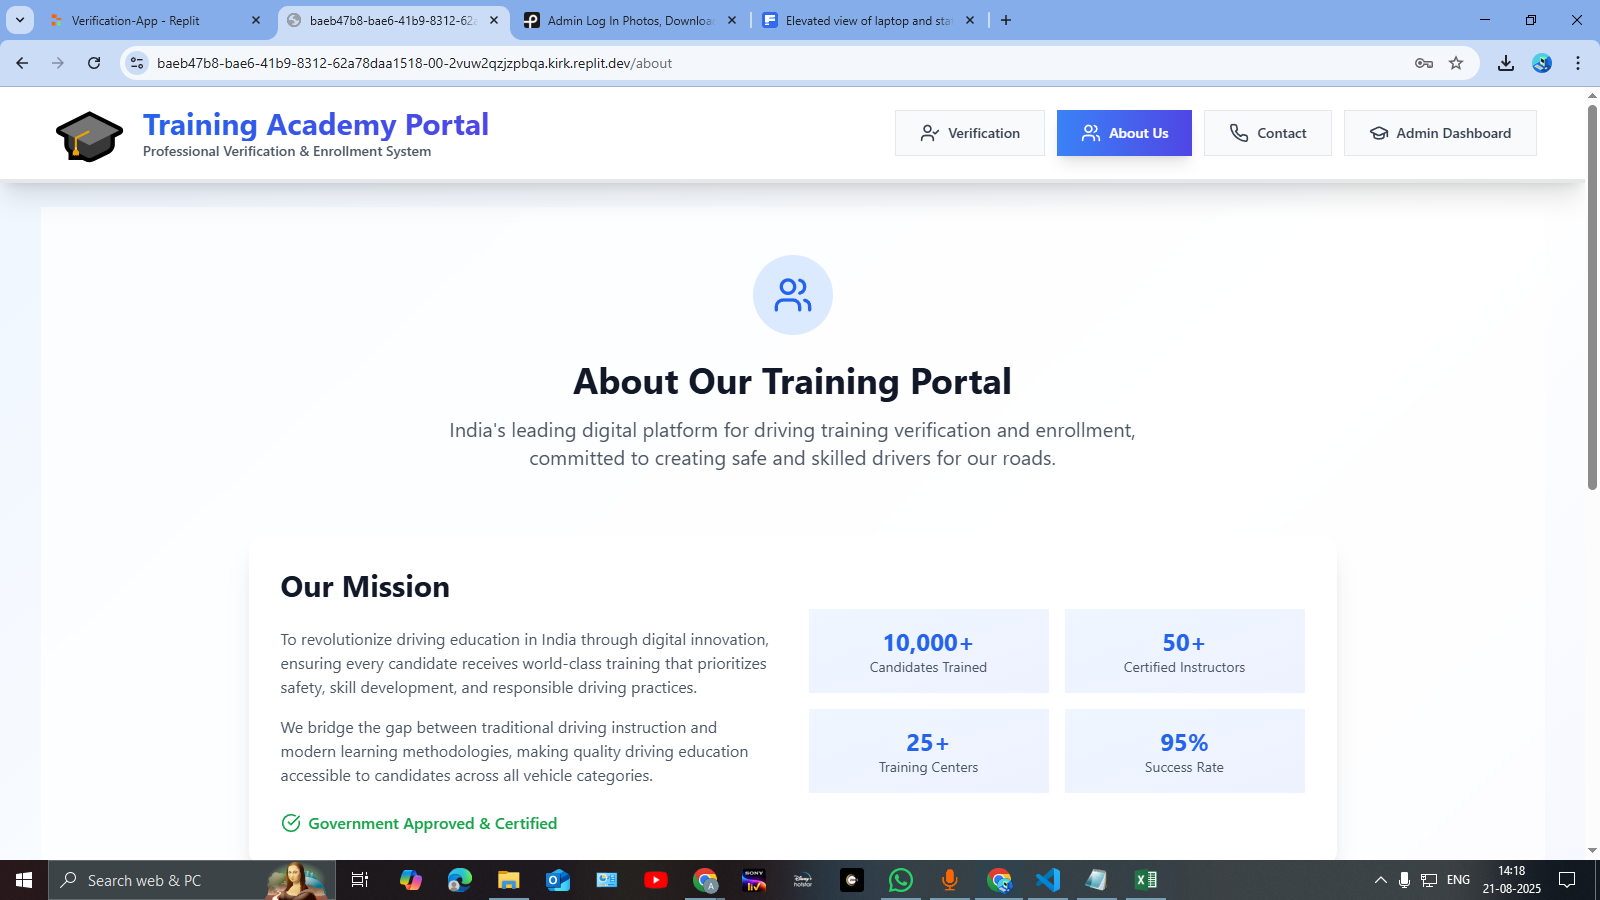 Verification-App - Replit
baeb47b8-bae6-41b9-8312-62a
Admin Log In Photos, Downloa
Elevated view of laptop and sta
baeb47b8-bae6-41b9-8312-62a78daa1518-00-2vuw2qzjzpbqa.kirk.replit.dev/about
Training Academy Portal
Professional Verification & Enrollment System
Verification
About Us
Contact
Admin Dashboard
About Our Training Portal
India's leading digital platform for driving training verification and enrollment,
committed to creating safe and skilled drivers for our roads.
Our Mission
To revolutionize driving education in India through digital innovation,
ensuring every candidate receives world-class training that prioritizes
safety, skill development, and responsible driving practices.
We bridge the gap between traditional driving instruction and
modern learning methodologies, making quality driving education
accessible to candidates across all vehicle categories.
Government Approved & Certified
10,000+
Candidates Trained
50+
Certified Instructors
25+
Training Centers
95%
Success Rate
Search web & PC
A
SONY
liv
Disney+
hotstar
ENG
14:18
21-08-2025